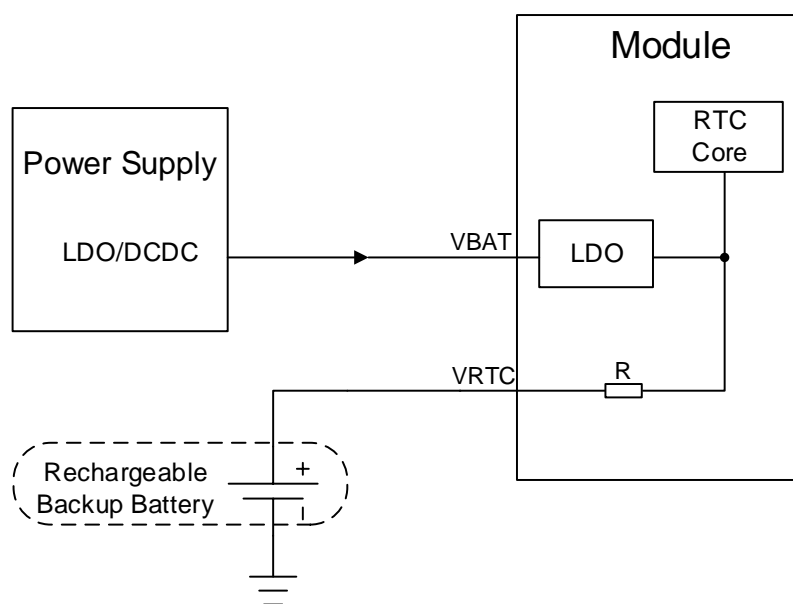 Module
RTC
Core
Power Supply
LDO/DCDC
VBAT
LDO
VRTC
R
Rechargeable
Backup Battery
+